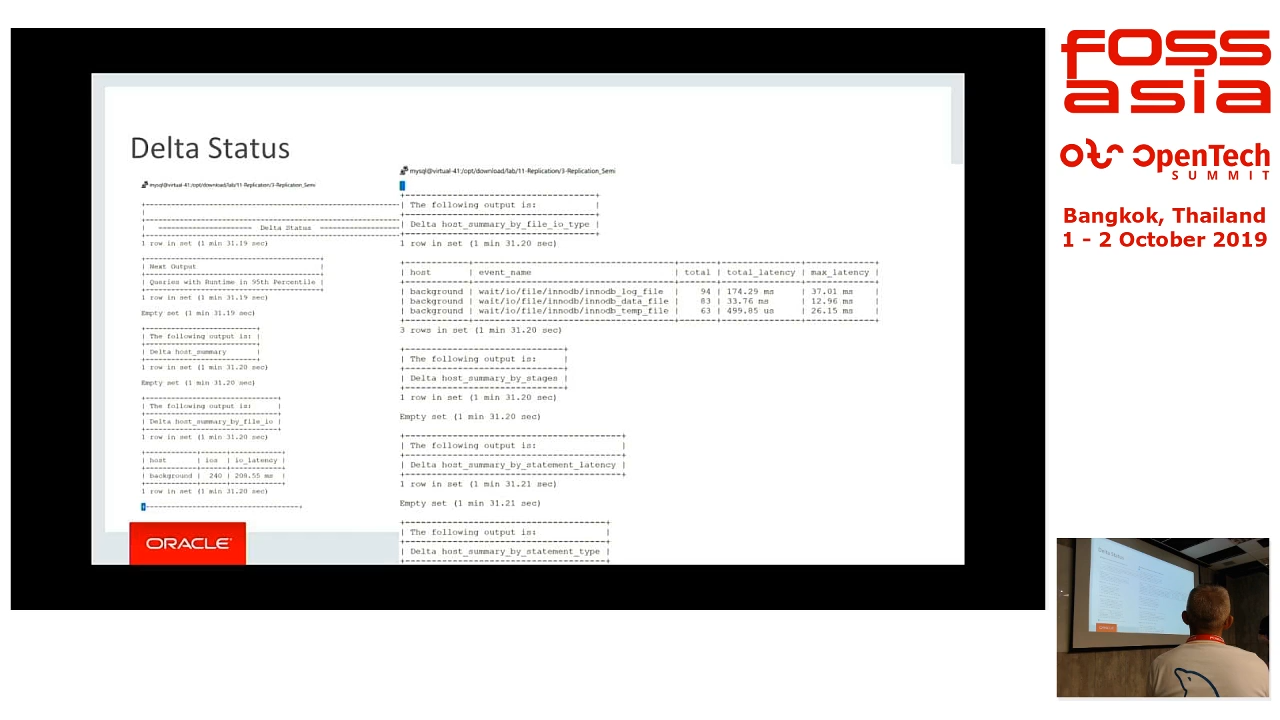 Delta Status
mysql@virtual-41:/opt/download/lab/11-Replication/3-Replication_Semi
| ==================== Delta Status ====================
1 row in set (1 min 31.19 sec)
| Next Output |
| Queries with Runtime in 95th Percentile |
1 row in set (1 min 31.19 sec)
Empty set (1 min 31.19 sec)
| The following output is: |
| Delta host_summary |
1 row in set (1 min 31.20 sec)
Empty set (1 min 31.20 sec)
| The following output is: |
| Delta host_summary_by_file_io |
1 row in set (1 min 31.20 sec)
| host | ios | io_latency |
| background | 240 | 208.55 ms |
1 row in set (1 min 31.20 sec)
ORACLE
mysql@virtual-41:/opt/download/lab/11-Replication/3-Replication_Semi
| The following output is: |
| Delta host_summary_by_file_io_type |
1 row in set (1 min 31.20 sec)
| host | event_name | total | total_latency | max_latency |
| background | wait/io/file/innodb/innodb_log_file | 94 | 174.29 ms | 37.01 ms |
| background | wait/io/file/innodb/innodb_data_file | 83 | 33.76 ms | 12.96 ms |
| background | wait/io/file/innodb/innodb_temp_file | 63 | 499.85 us | 26.15 ms |
3 rows in set (1 min 31.20 sec)
| The following output is: |
| Delta host_summary_by_stages |
1 row in set (1 min 31.20 sec)
Empty set (1 min 31.20 sec)
| The following output is: |
| Delta host_summary_by_statement_latency |
1 row in set (1 min 31.21 sec)
Empty set (1 min 31.21 sec)
| The following output is: |
| Delta host_summary_by_statement_type |
foss
asia
OpenTech
SUMMIT
Bangkok, Thailand
1 - 2 October 2019